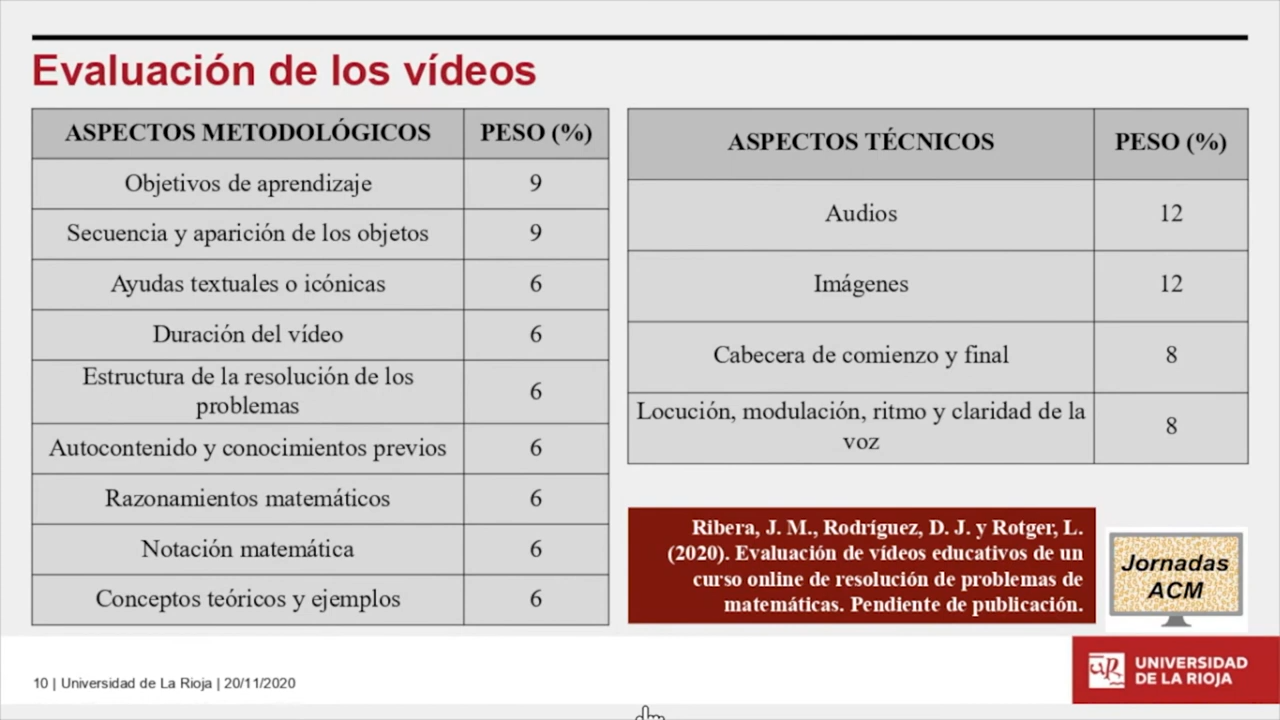 Evaluación de los vídeos
ASPECTOS METODOLÓGICOS PESO (%)
Objetivos de aprendizaje 9
Secuencia y aparición de los objetos 9
Ayudas textuales o icónicas 6
Duración del vídeo 6
Estructura de la resolución de los
problemas 6
Autocontenido y conocimientos previos 6
Razonamientos matemáticos 6
Notación matemática 6
Conceptos teóricos y ejemplos 6
ASPECTOS TÉCNICOS PESO (%)
Audios 12
Imágenes 12
Cabecera de comienzo y final 8
Locución, modulación, ritmo y claridad de la
voz 8
Ribera, J. M., Rodríguez, D. J. y Rotger, L.
(2020). Evaluación de vídeos educativos de un
curso online de resolución de problemas de
matemáticas. Pendiente de publicación.
Jornadas
ACM
10 | Universidad de La Rioja | 20/11/2020
UNIVERSIDAD
DE LA RIOJA